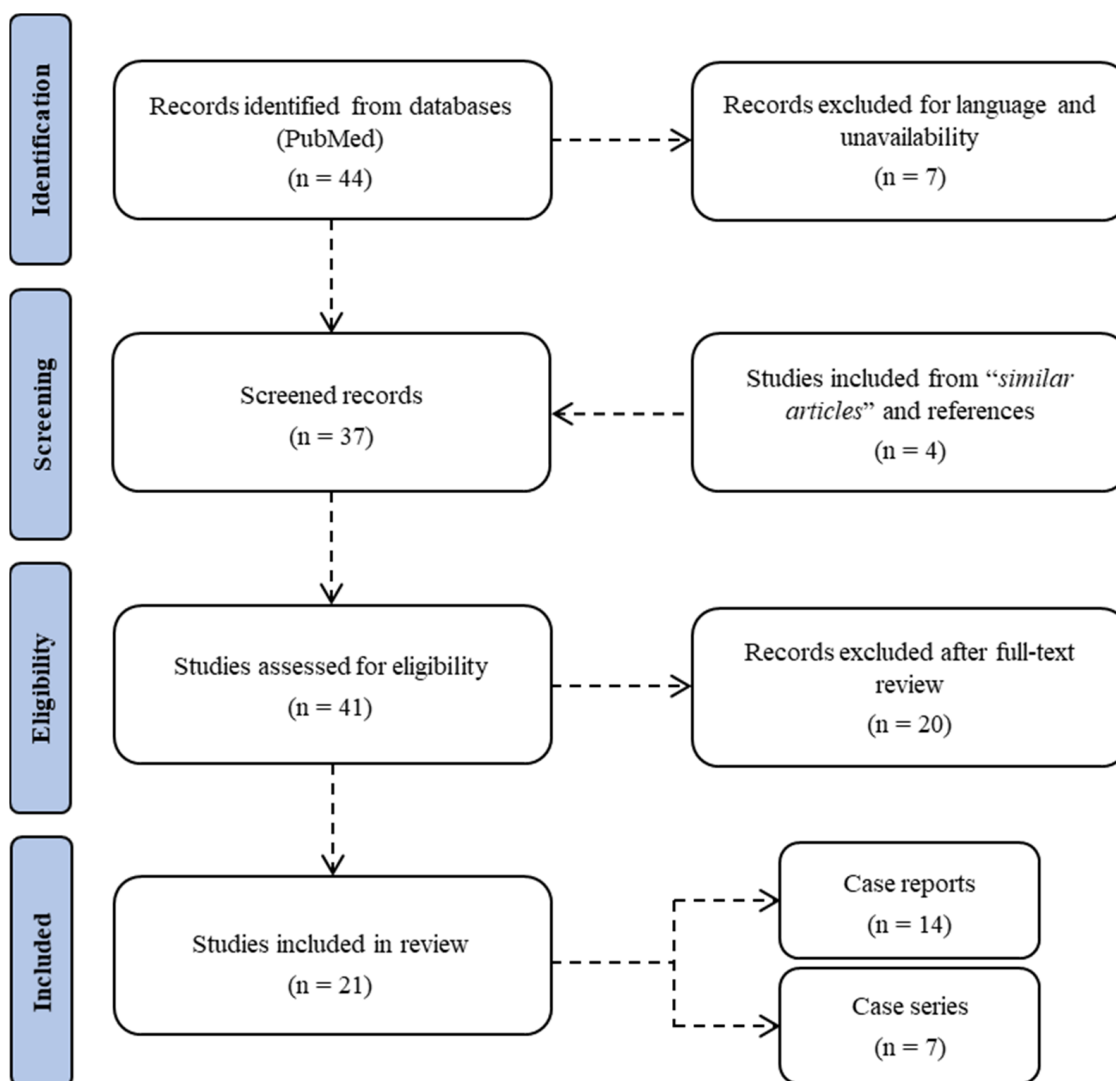 Identification
Records identified from databases
(PubMed)
(n = 44)
Records excluded for language and
unavailability
(n = 7)
Screening
Screened records
(n = 37)
Studies included from “similar
articles” and references
(n = 4)
Eligibility
Studies assessed for eligibility
(n = 41)
Records excluded after full-text
review
(n = 20)
Included
Studies included in review
(n = 21)
Case reports
(n = 14)
Case series
(n = 7)